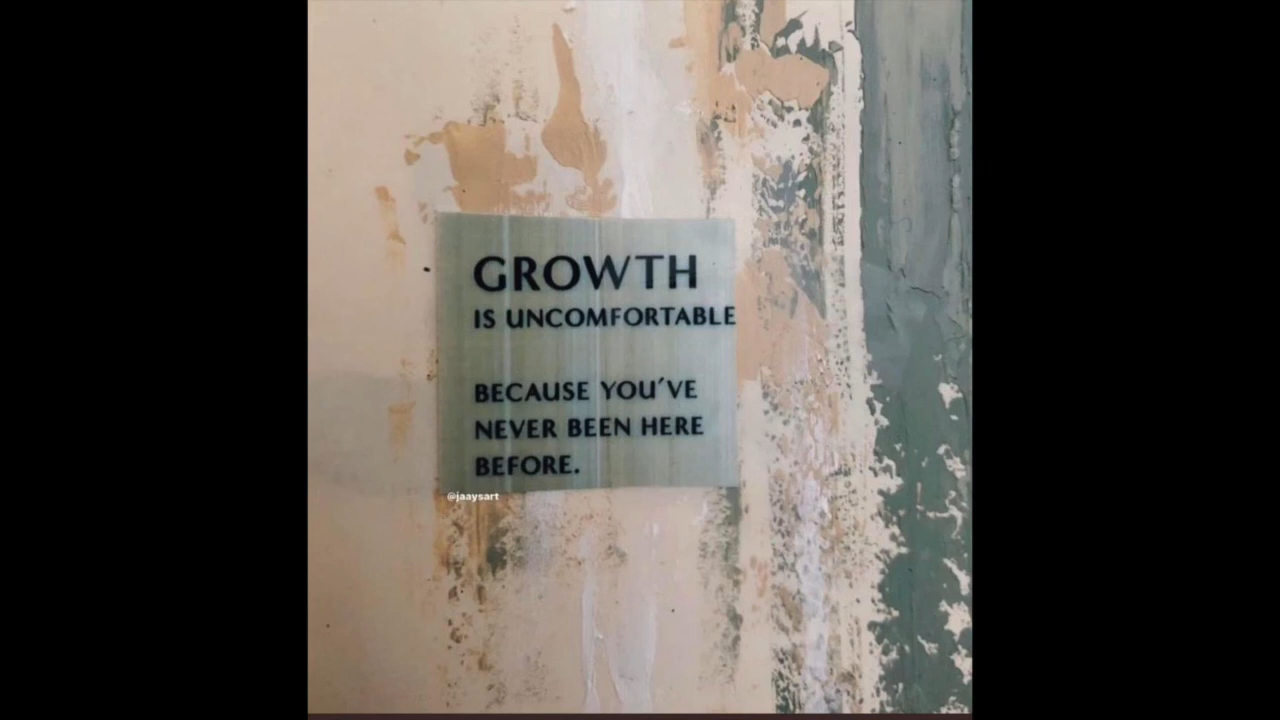 GROWTH
IS UNCOMFORTABLE
BECAUSE YOU'VE
NEVER BEEN HERE
BEFORE.
@jaaysart